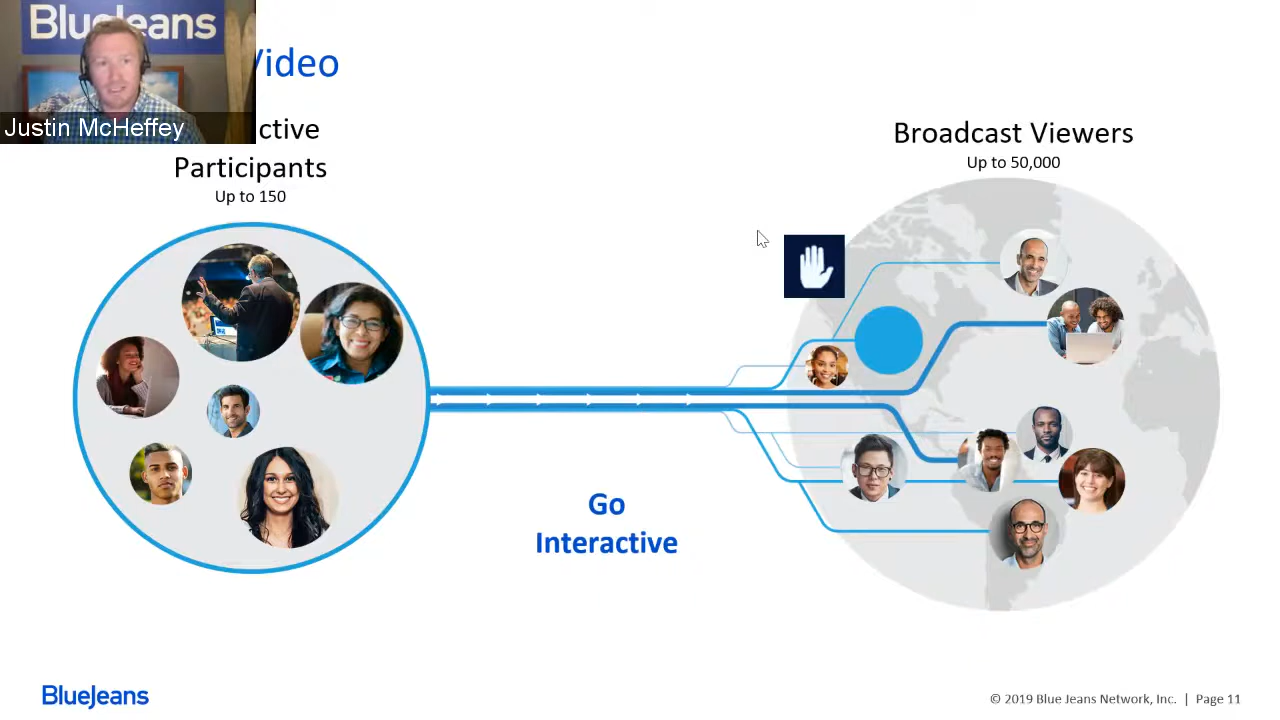 BlueJeans
Justin McHeffey
Video
ctive
Participants
Up to 150
Broadcast Viewers
Up to 50,000
Go
Interactive
BlueJeans
© 2019 Blue Jeans Network, Inc. | Page 11